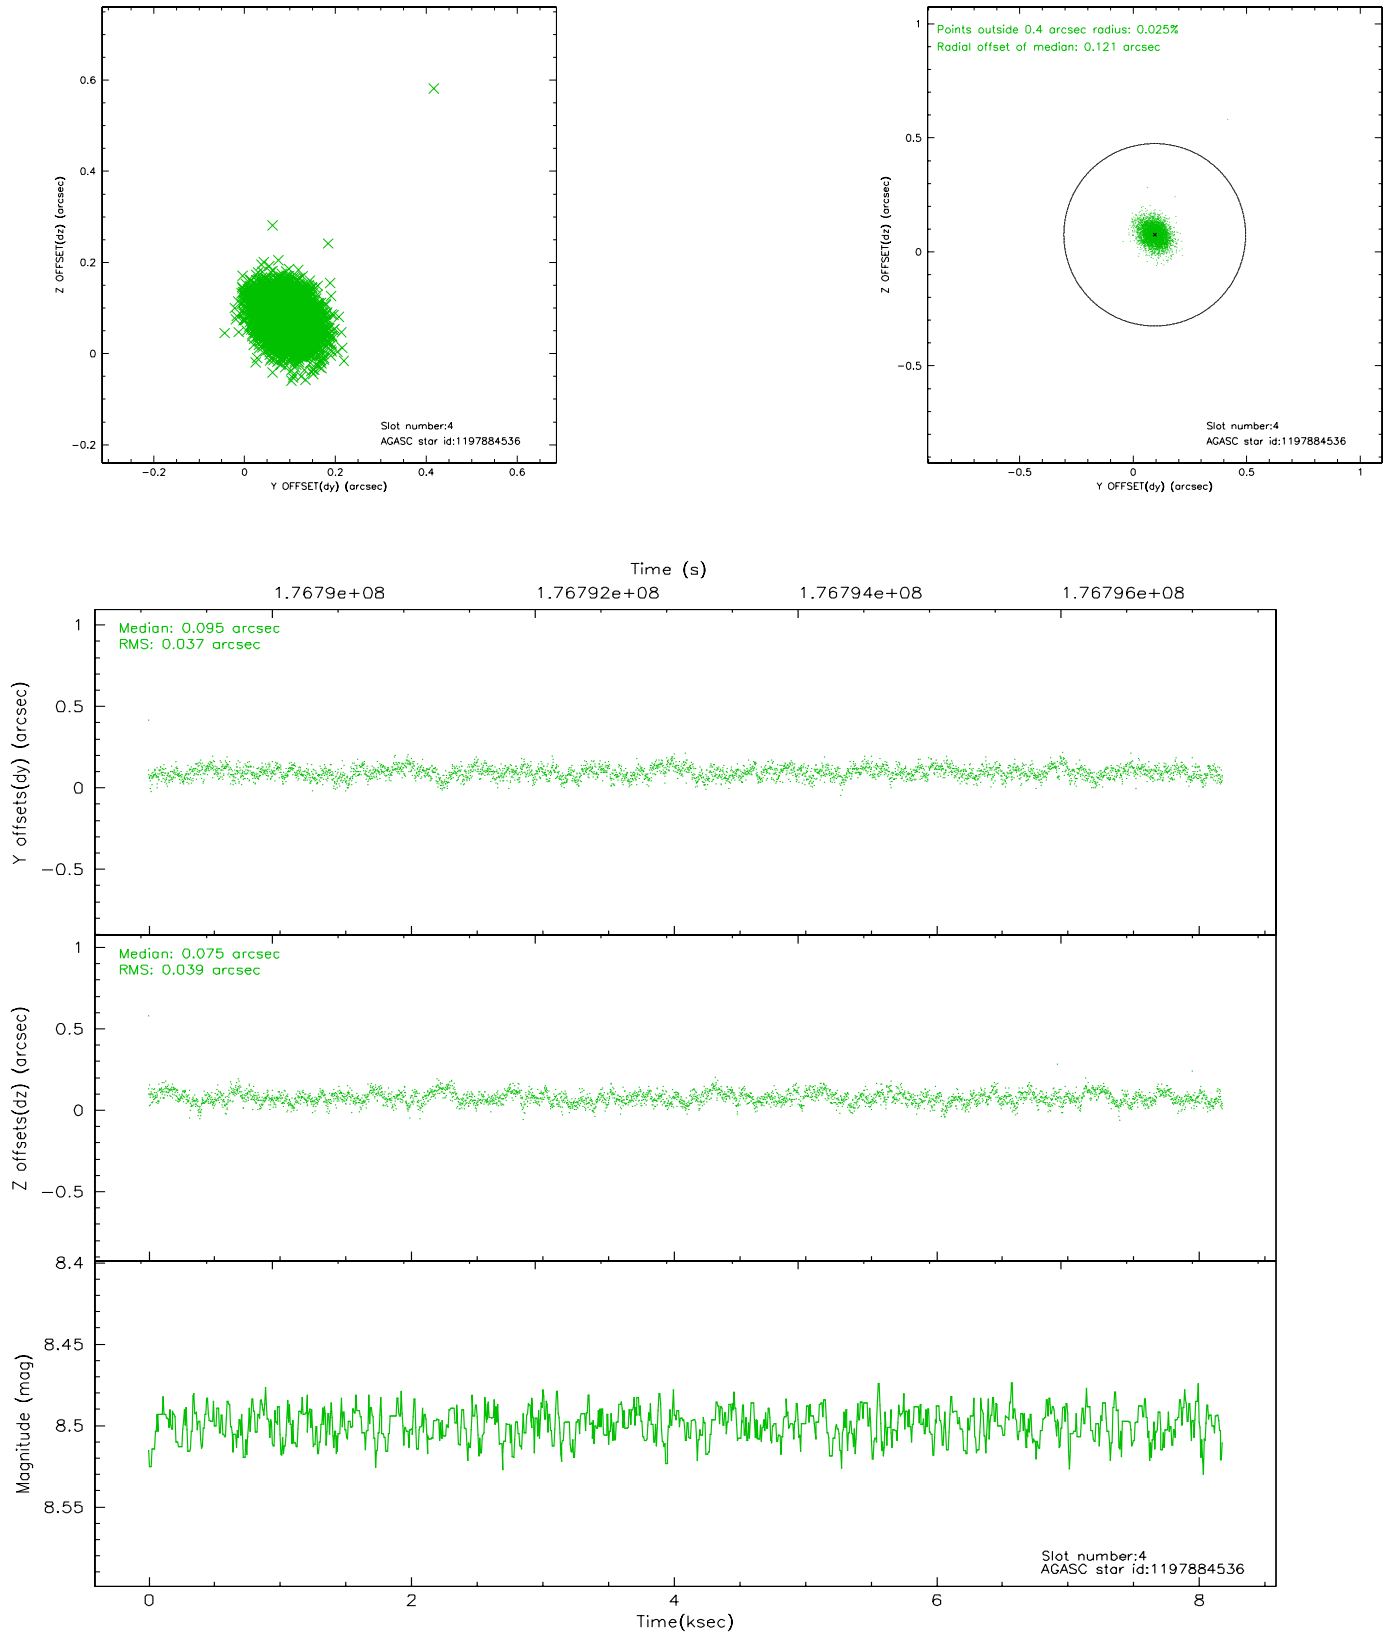 0.6
0.4
0.2
0
−0.2
−0.2
0
0.2
0.4
0.6
Z OFFSET(dz) (arcsec)
Y OFFSET(dy) (arcsec)
Slot number:4
AGASC star id:1197884536
Points outside 0.4 arcsec radius: 0.025%
Radial offset of median: 0.121 arcsec
1
0.5
0
−0.5
−0.5
0
0.5
1
Z OFFSET(dz) (arcsec)
Y OFFSET(dy) (arcsec)
Slot number:4
AGASC star id:1197884536
Time (s)
1.7679e+08
1.76792e+08
1.76794e+08
1.76796e+08
Median: 0.095 arcsec
RMS: 0.037 arcsec
1
0.5
0
−0.5
Y offsets(dy) (arcsec)
Median: 0.075 arcsec
RMS: 0.039 arcsec
1
0.5
0
−0.5
Z offsets(dz) (arcsec)
8.4
8.45
8.5
8.55
Magnitude (mag)
Slot number:4
AGASC star id:1197884536
0
2
4
6
8
Time(ksec)